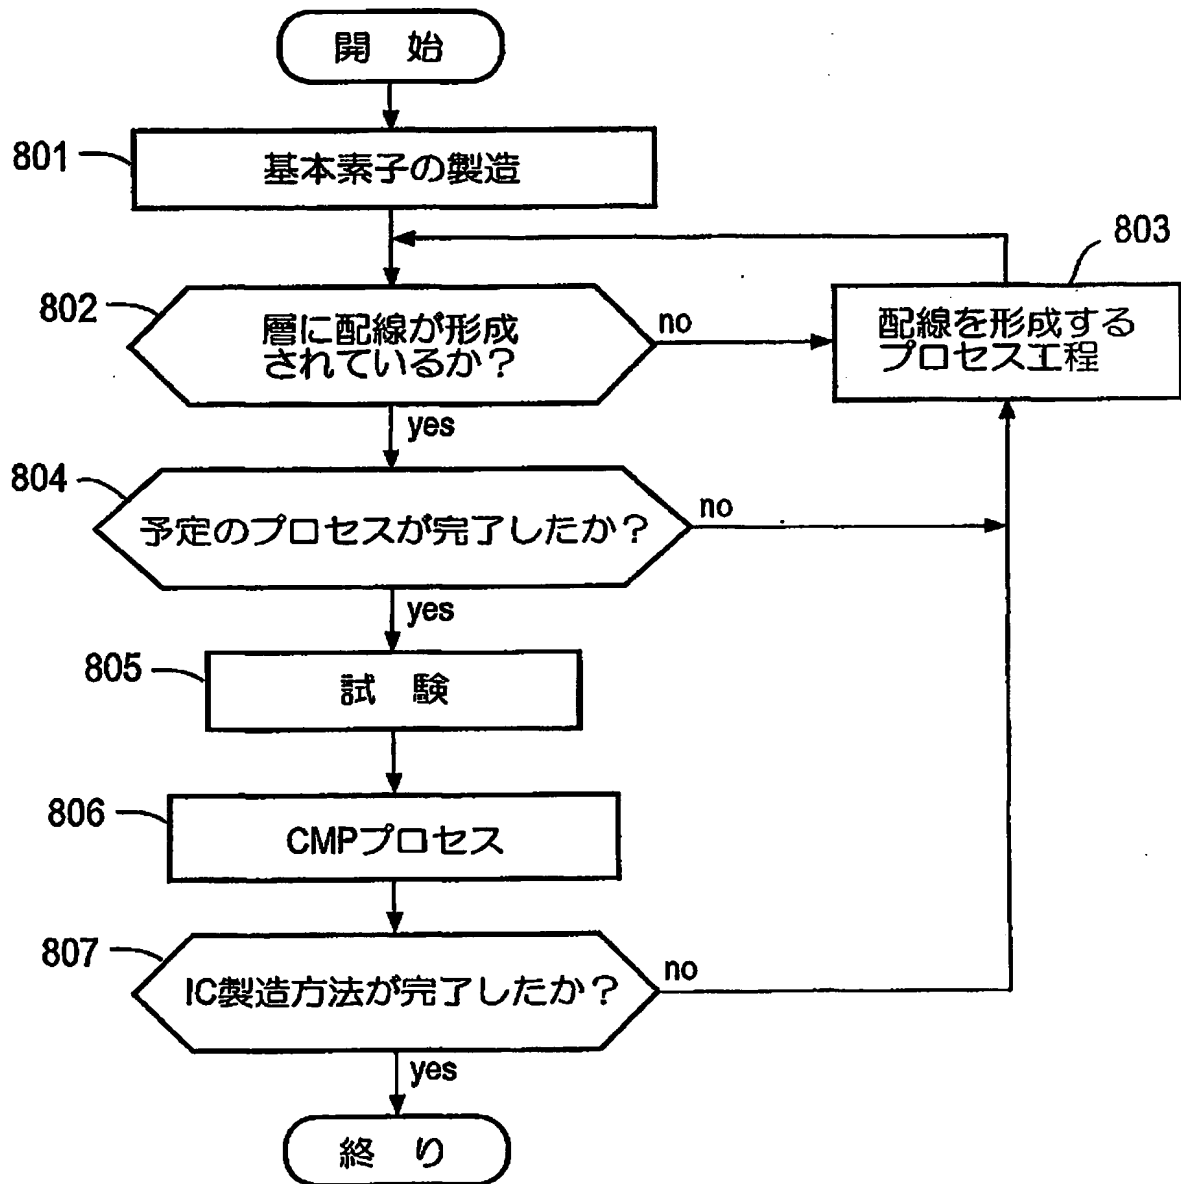 開 始
801
基本素子の製造
803
802
層に配線が形成
されているか?
no
配線を形成する
プロセス工程
yes
804
予定のプロセスが完了したか?
no
yes
805
試 験
806
CMPプロセス
807
IC製造方法が完了したか?
no
yes
終 り